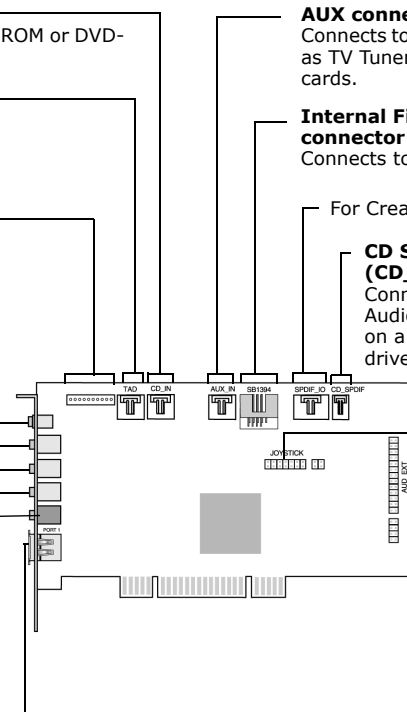 ROM or DVD-
AUX conne
Connects to
as TV Tuner
cards.
Internal Fi
connector
Connects to
For Crea
CD S
(CD_
Conn
Audio
on a
drive
TAD
CD_IN
AUX_IN
SB1394
SPDIF_IO
CD_SPDIF
JOYSTICK
AUD_EXT
PORT 1